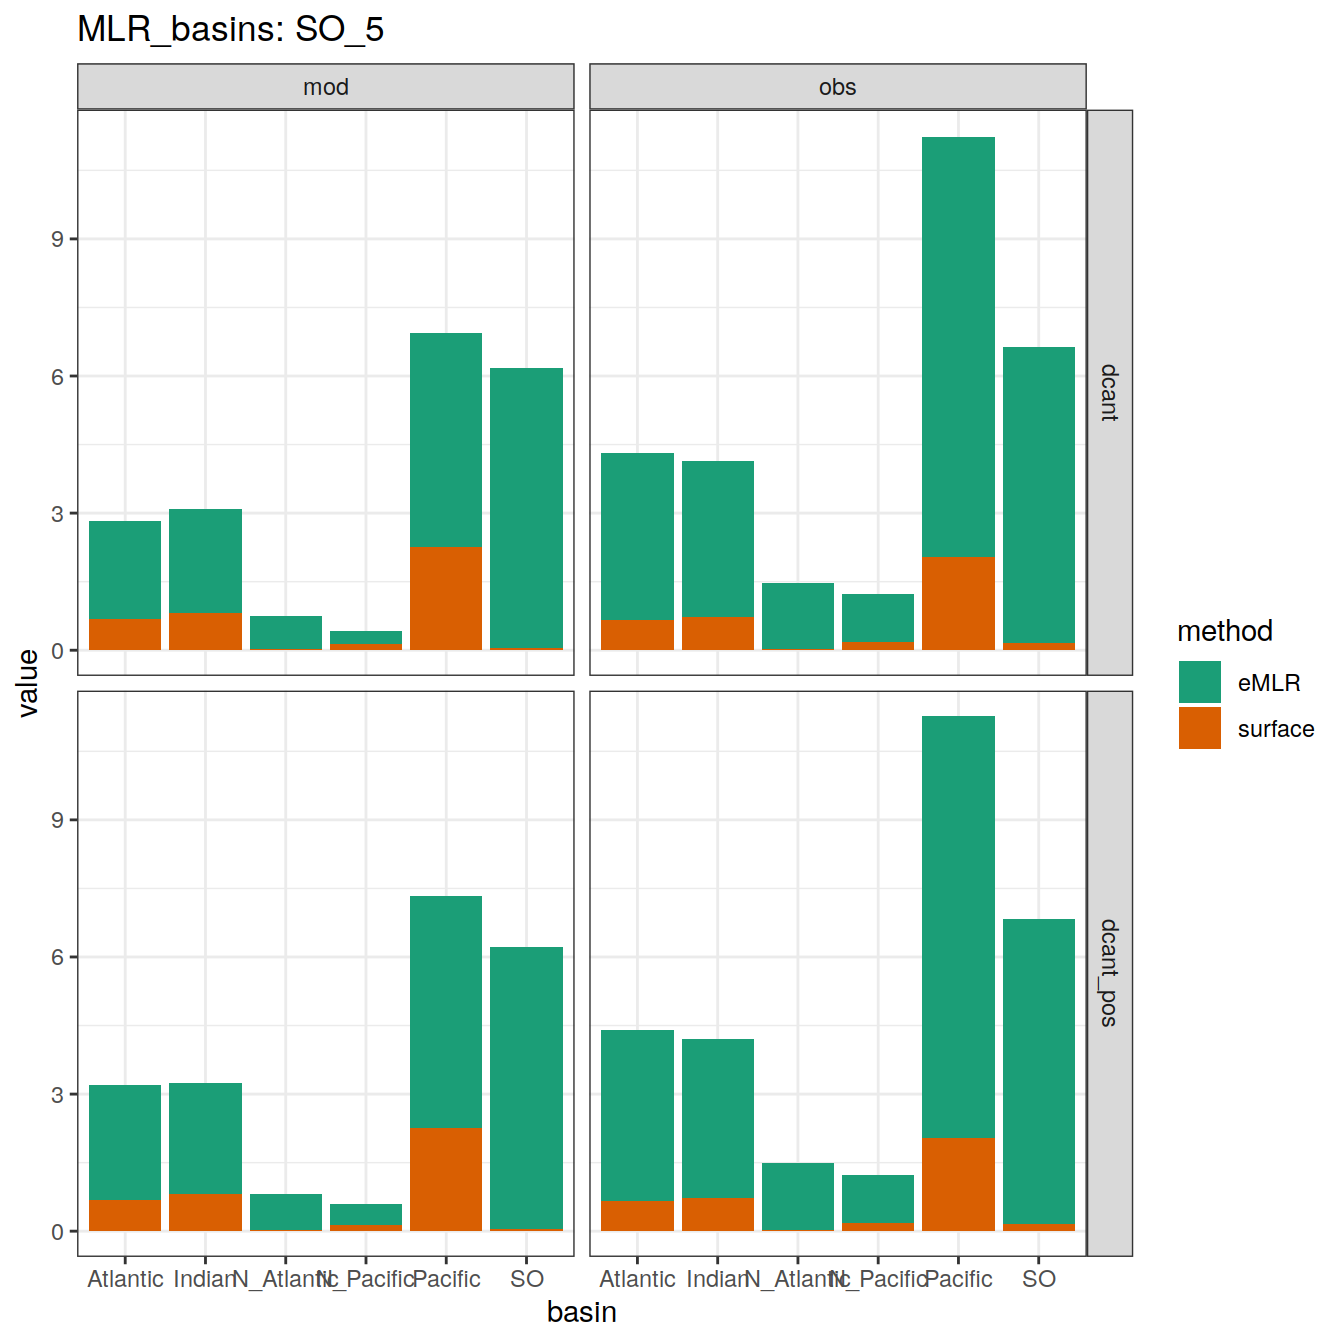 MLR_basins: SO_5
mod
obs
9
6
3
0
dcant
9
6
3
0
dcant_pos
value
Atlantic Indian N_Atlantic N_Pacific Pacific SO
Atlantic Indian N_Atlantic N_Pacific Pacific SO
basin
method
eMLR
surface